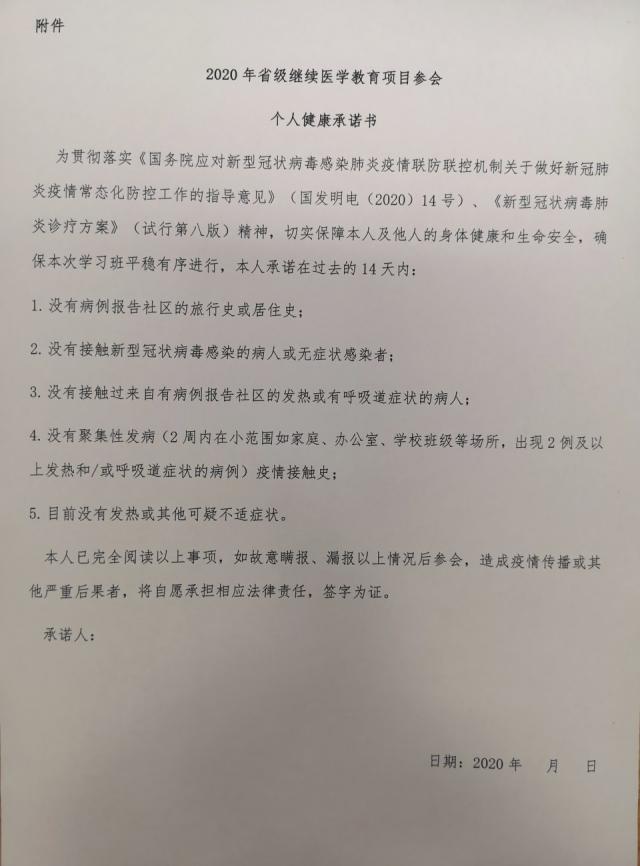 附件
2020 年省级继续医学教育项目参会
个人健康承诺书
为贯彻落实《国务院应对新型冠状病毒感染肺炎疫情联防联控机制关于做好新冠肺
炎疫情常态化防控工作的指导意见》（国发明电（2020）14 号）、《新型冠状病毒肺
炎诊疗方案》（试行第八版）精神，切实保障本人及他人的身体健康和生命安全，确
保本次学习班平稳有序进行，本人承诺在过去的 14 天内：
1. 没有病例报告社区的旅行史或居住史；
2. 没有接触新型冠状病毒感染的病人或无症状感染者；
3. 没有接触过来自有病例报告社区的发热或有呼吸道症状的病人；
4. 没有聚集性发病（2 周内在小范围如家庭、办公室、学校班级等场所，出现 2 例及以
上发热和/或呼吸道症状的病例）疫情接触史；
5. 目前没有发热或其他可疑不适症状。
本人已完全阅读以上事项，如故意瞒报、漏报以上情况后参会，造成疫情传播或其
他严重后果者，将自愿承担相应法律责任，签字为证。
承诺人：
日期：2020 年 月 日